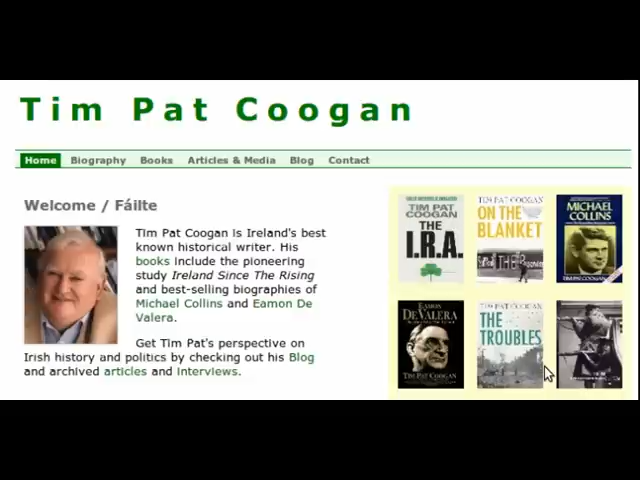 Tim Pat Coogan
Home Biography Books Articles & Media Blog Contact
Welcome / Fáilte
Tim Pat Coogan is Ireland's best
known historical writer. His
books include the pioneering
study Ireland Since The Rising
and best-selling biographies of
Michael Collins and Eamon De
Valera.
Get Tim Pat's perspective on
Irish history and politics by checking out his Blog
and archived articles and Interviews.
TIM PAT
COOGAN
THE
I.R.A.
TIM PAT COOGAN
ON THE
BLANKET
MICHAEL
COLLINS
TIM PAT COOGAN
EAMON
DE VALERA
TIM PAT COOGAN
TIM PAT COOGAN
THE
TROUBLES